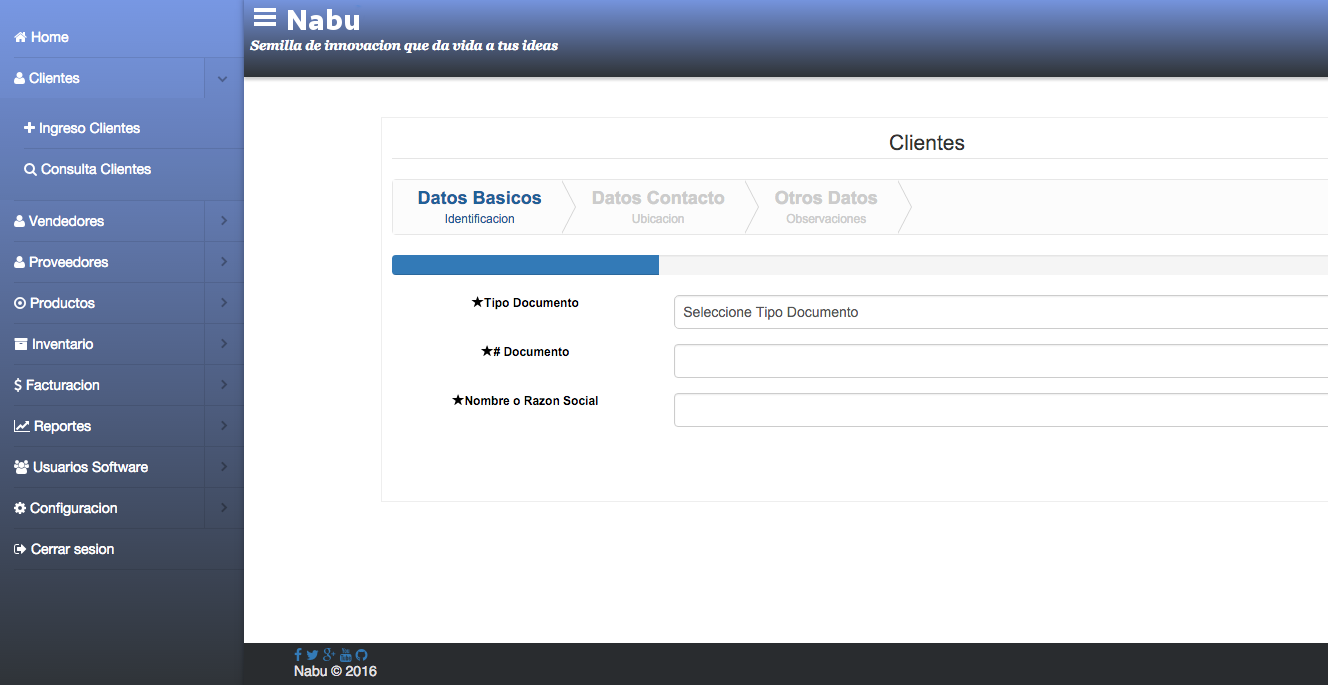 Home
Clientes
Ingreso Clientes
Consulta Clientes
Vendedores
Proveedores
Productos
Inventario
Facturacion
Reportes
Usuarios Software
Configuracion
Cerrar sesion
Nabu
Semilla de innovacion que da vida a tus ideas
Clientes
Datos Basicos
Identificacion
Datos Contacto
Ubicacion
Otros Datos
Observaciones
★Tipo Documento
Seleccione Tipo Documento
★# Documento
★Nombre o Razon Social
Nabu © 2016